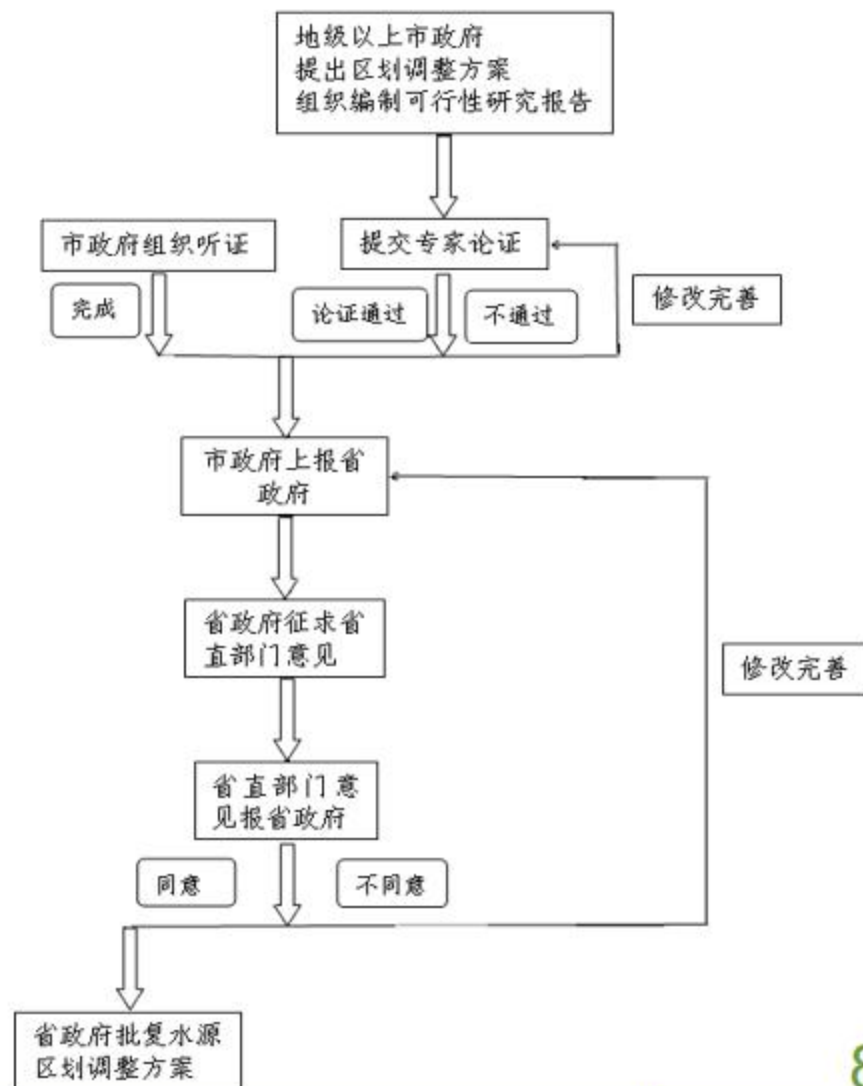 地级以上市政府
提出区划调整方案
组织编制可行性研究报告
市政府组织听证
提交专家论证
完成
论证通过
不通过
修改完善
市政府上报省
政府
省政府征求省
直部门意见
修改完善
省直部门意
见报省政府
同意
不同意
省政府批复水源
区划调整方案
8